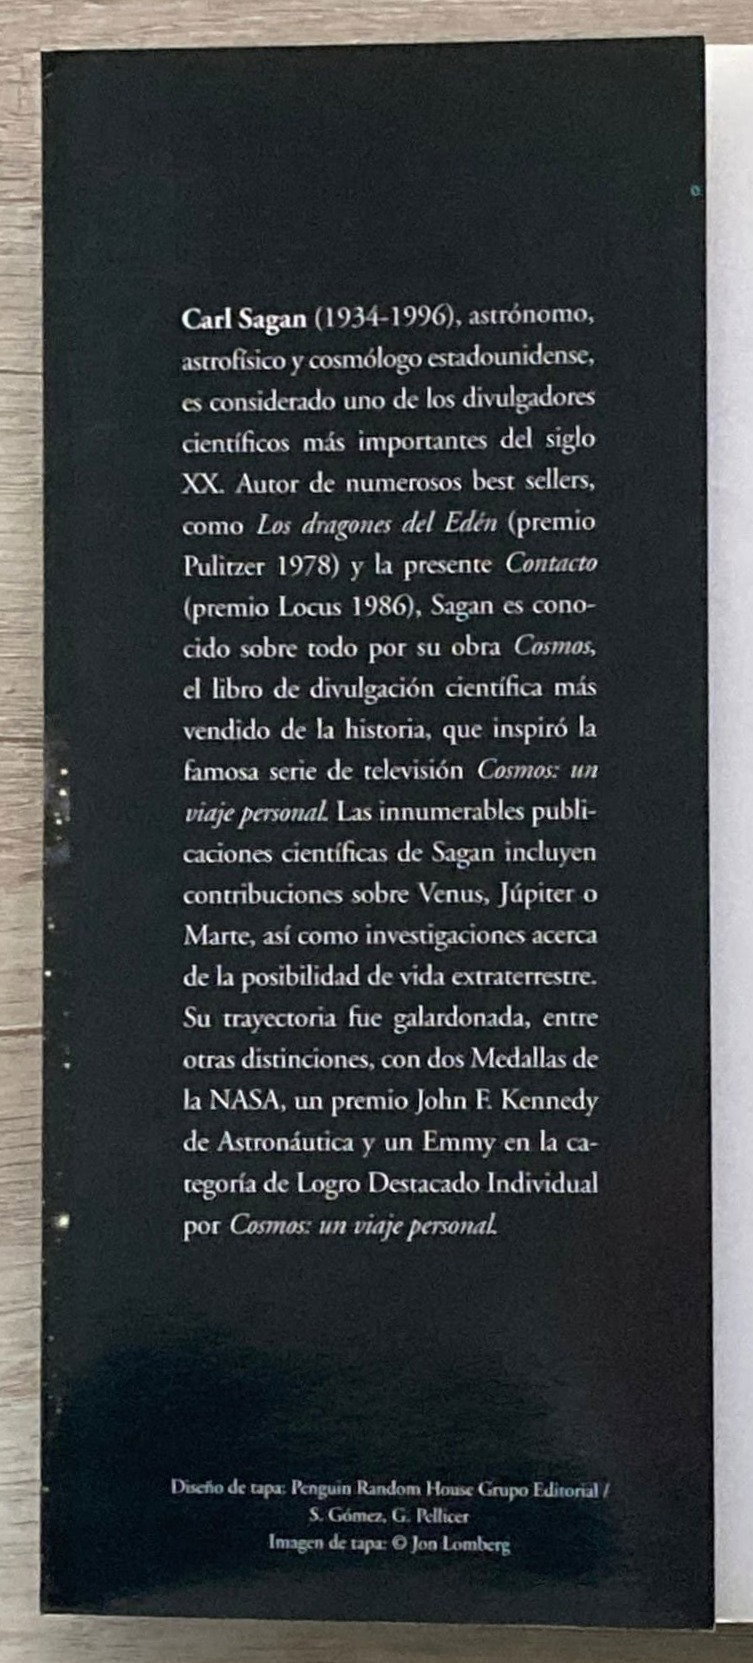 Carl Sagan (1934-1996), astrónomo,
astrofísico y cosmólogo estadounidense,
es considerado uno de los divulgadores
científicos más importantes del siglo
XX. Autor de numerosos best sellers,
como Los dragones del Edén (premio
Pulitzer 1978) y la presente Contacto
(premio Locus 1986), Sagan es cono-
cido sobre todo por su obra Cosmos,
el libro de divulgación científica más
vendido de la historia, que inspiró la
famosa serie de televisión Cosmos: un
viaje personal. Las innumerables publi-
caciones científicas de Sagan incluyen
contribuciones sobre Venus, Júpiter o
Marte, así como investigaciones acerca
de la posibilidad de vida extraterrestre.
Su trayectoria fue galardonada, entre
otras distinciones, con dos Medallas de
la NASA, un premio John F. Kennedy
de Astronáutica y un Emmy en la ca-
tegoría de Logro Destacado Individual
por Cosmos: un viaje personal.
Diseño de tapa: Penguin Random House Grupo Editorial /
S. Gómez, G. Pellicer
Imagen de tapa: © Jon Lomberg